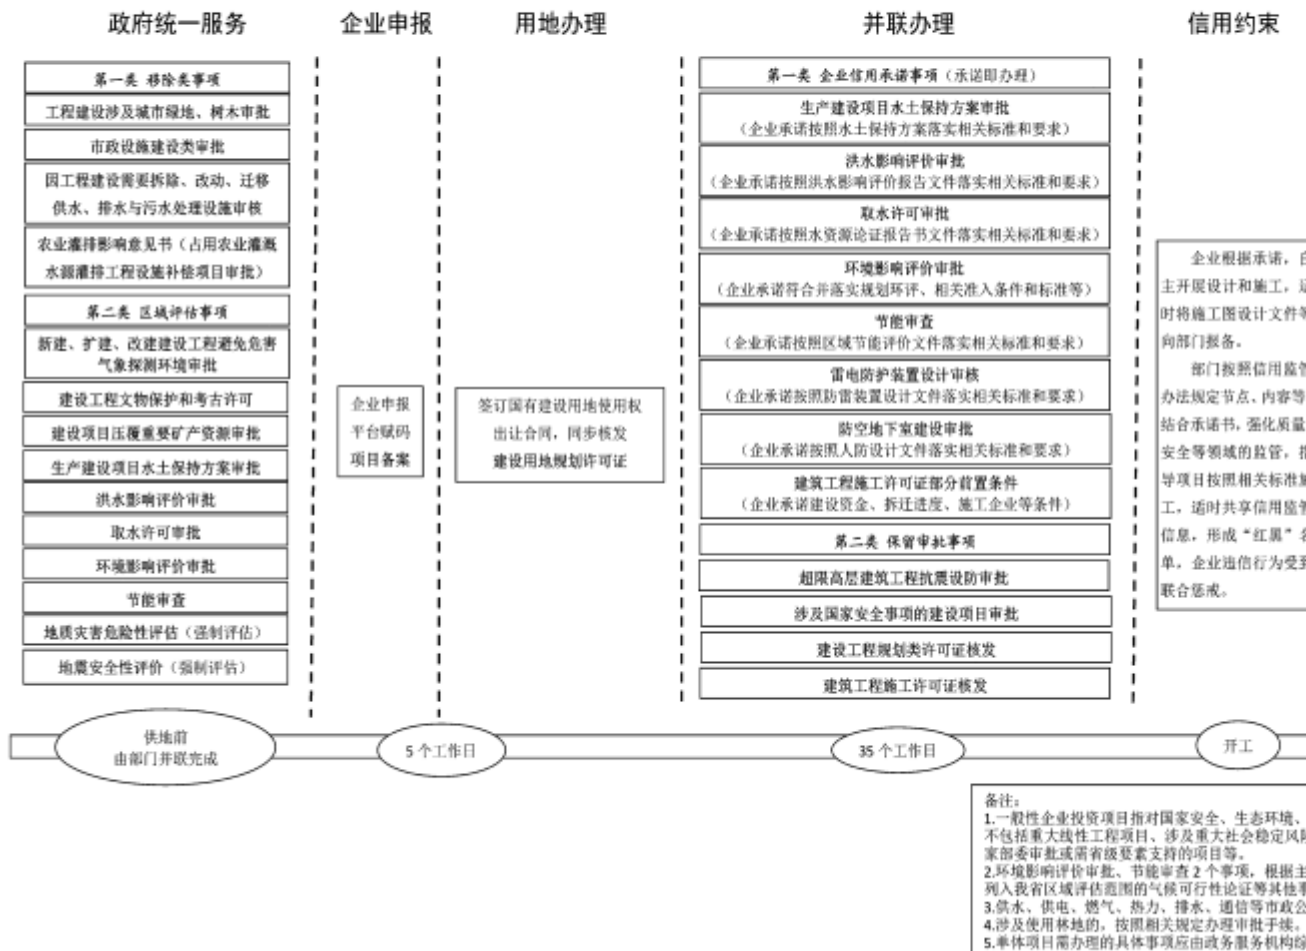 政府统一服务
企业申报
用地办理
并联办理
信用约束
第一类 移除类事项
工程建设涉及城市绿地、树木审批
市政设施建设类审批
因工程建设需要拆除、改动、迁移
供水、排水与污水处理设施审核
农业灌排影响意见书（占用农业灌溉
水源灌排工程设施补偿项目审批）
第二类 区域评估事项
新建、扩建、改建建设工程避免危害
气象探测环境审批
建设工程文物保护和考古许可
建设项目压覆重要矿产资源审批
生产建设项目水土保持方案审批
洪水影响评价审批
取水许可审批
环境影响评价审批
节能审查
地质灾害危险性评估（强制评估）
地震安全性评价（强制评估）
企业申报
平台赋码
项目备案
签订国有建设用地使用权
出让合同，同步核发
建设用地规划许可证
第一类 企业信用承诺事项（承诺即办理）
生产建设项目水土保持方案审批
（企业承诺按照水土保持方案落实相关标准和要求）
洪水影响评价审批
（企业承诺按照洪水影响评价报告文件落实相关标准和要求）
取水许可审批
（企业承诺按照水资源论证报告书文件落实相关标准和要求）
环境影响评价审批
（企业承诺符合并落实规划环评、相关准入条件和标准等）
节能审查
（企业承诺按照区域节能评价文件落实相关标准和要求）
雷电防护装置设计审核
（企业承诺按照防雷装置设计文件落实相关标准和要求）
防空地下室建设审批
（企业承诺按照人防设计文件落实相关标准和要求）
建筑工程施工许可证部分前置条件
（企业承诺建设资金、拆迁进度、施工企业等条件）
第二类 保留审批事项
超限高层建筑工程抗震设防审批
涉及国家安全事项的建设项目审批
建设工程规划类许可证核发
建筑工程施工许可证核发
企业根据承诺，自
主开展设计和施工，适
时将施工图设计文件等
向部门报备。
部门按照信用监管
办法规定节点、内容等
结合承诺书，强化质量
安全等领域的监管，指
导项目按照相关标准施
工，适时共享信用监管
信息，形成“红黑”名
单，企业违信行为受到
联合惩戒。
供地前
由部门并联完成
5 个工作日
35 个工作日
开工
备注：
1.一般性企业投资项目指对国家安全、生态环境、
不包括重大线性工程项目、涉及重大社会稳定风险
家部委审批或需省级要素支持的项目等。
2.环境影响评价审批、节能审查 2 个事项，根据主
列入我省区域评估范围的气候可行性论证等其他事
3.供水、供电、燃气、热力、排水、通信等市政公
4.涉及使用林地的，按照相关规定办理审批手续。
5.单体项目需办理的具体事项应由政务服务机构综